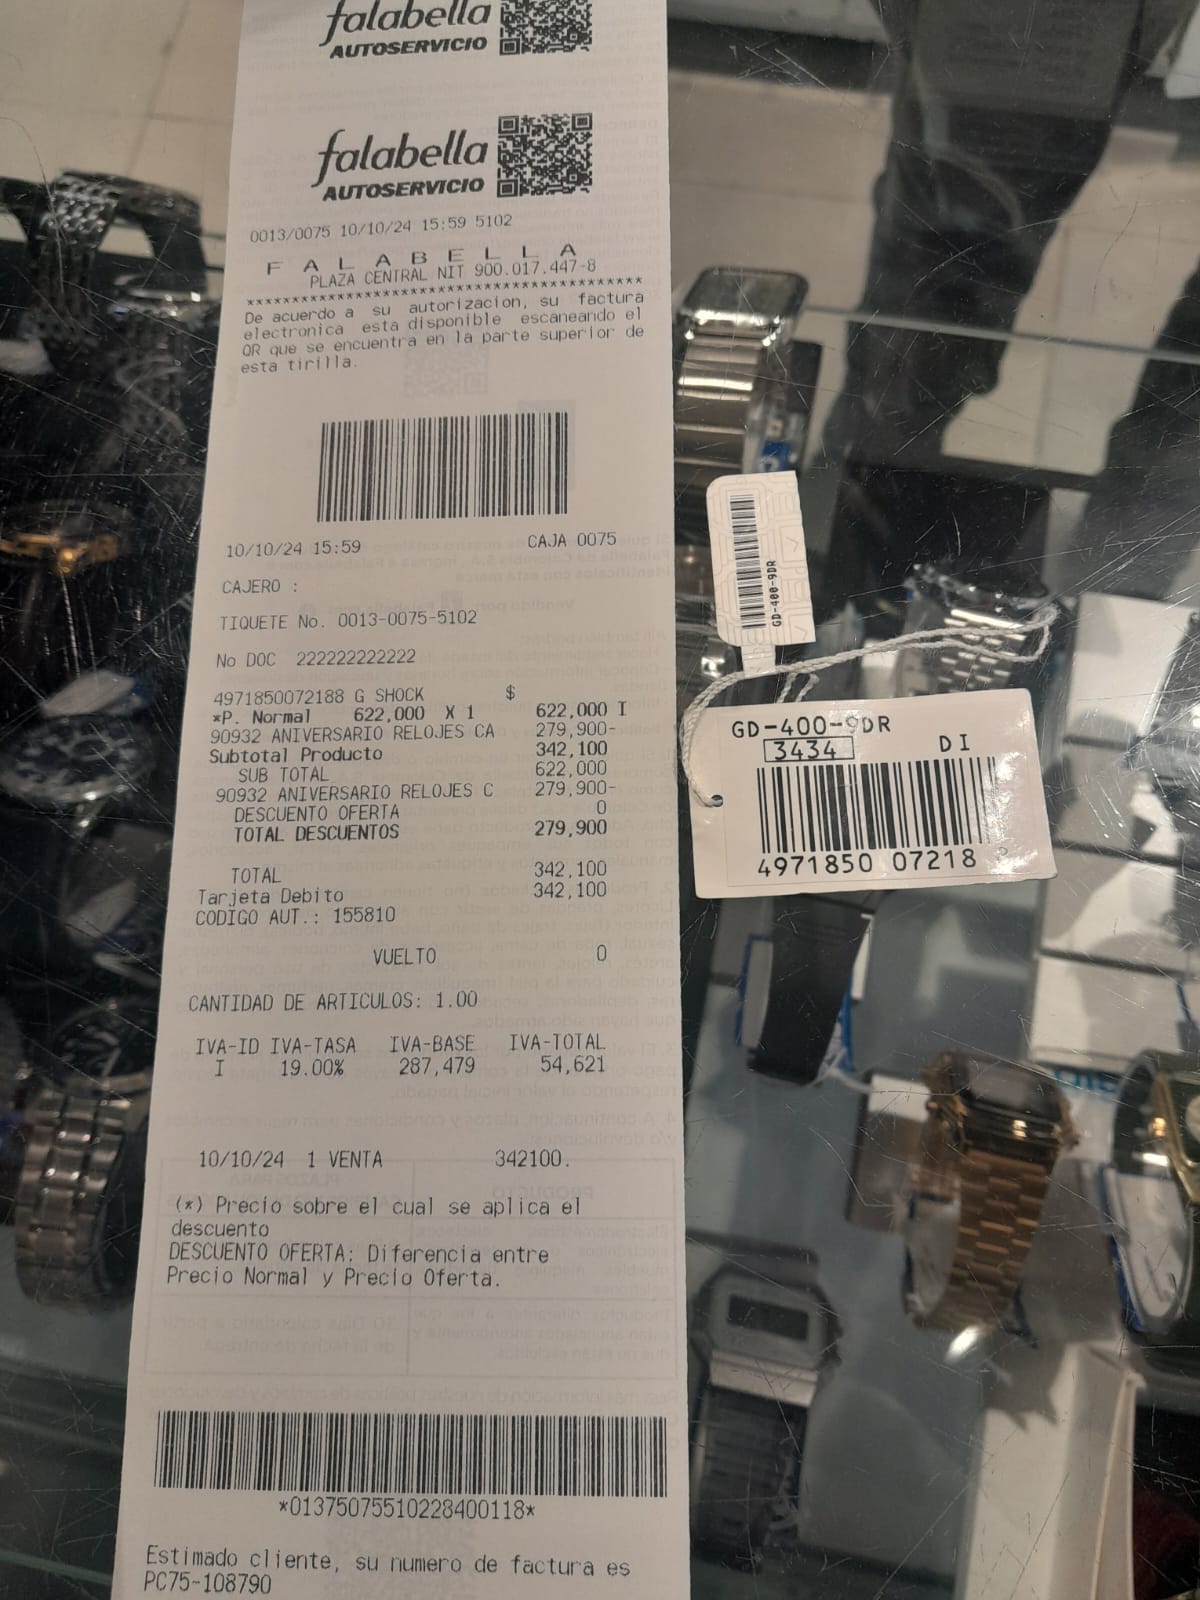 falabella
AUTOSERVICIO
falabella
AUTOSERVICIO
0013/0075 10/10/24 15:59 5102
F A L A B E L L A
PLAZA CENTRAL NIT 900.017.447-8
******************************************
De acuerdo a su autorizacion, su factura
electronica esta disponible escaneando el
QR que se encuentra en la parte superior de
esta tirilla.
10/10/24 15:59 CAJA 0075
CAJERO :
TIQUETE No. 0013-0075-5102
No DOC 222222222222
4971850072188 G SHOCK $
*P. Normal 622,000 X 1 622,000 I
90932 ANIVERSARIO RELOJES CA 279,900-
Subtotal Producto 342,100
SUB TOTAL 622,000
90932 ANIVERSARIO RELOJES C 279,900-
DESCUENTO OFERTA 0
TOTAL DESCUENTOS 279,900
TOTAL 342,100
Tarjeta Debito 342,100
CODIGO AUT.: 155810
VUELTO 0
CANTIDAD DE ARTICULOS: 1.00
IVA-ID IVA-TASA IVA-BASE IVA-TOTAL
I 19.00% 287,479 54,621
10/10/24 1 VENTA 342100.
(*) Precio sobre el cual se aplica el
descuento
DESCUENTO OFERTA: Diferencia entre
Precio Normal y Precio Oferta.
*01375075510228400118*
Estimado cliente, su numero de factura es
PC75-108790
GD-400-9DR
GD-400-9DR
3434 DI
4971850 07218